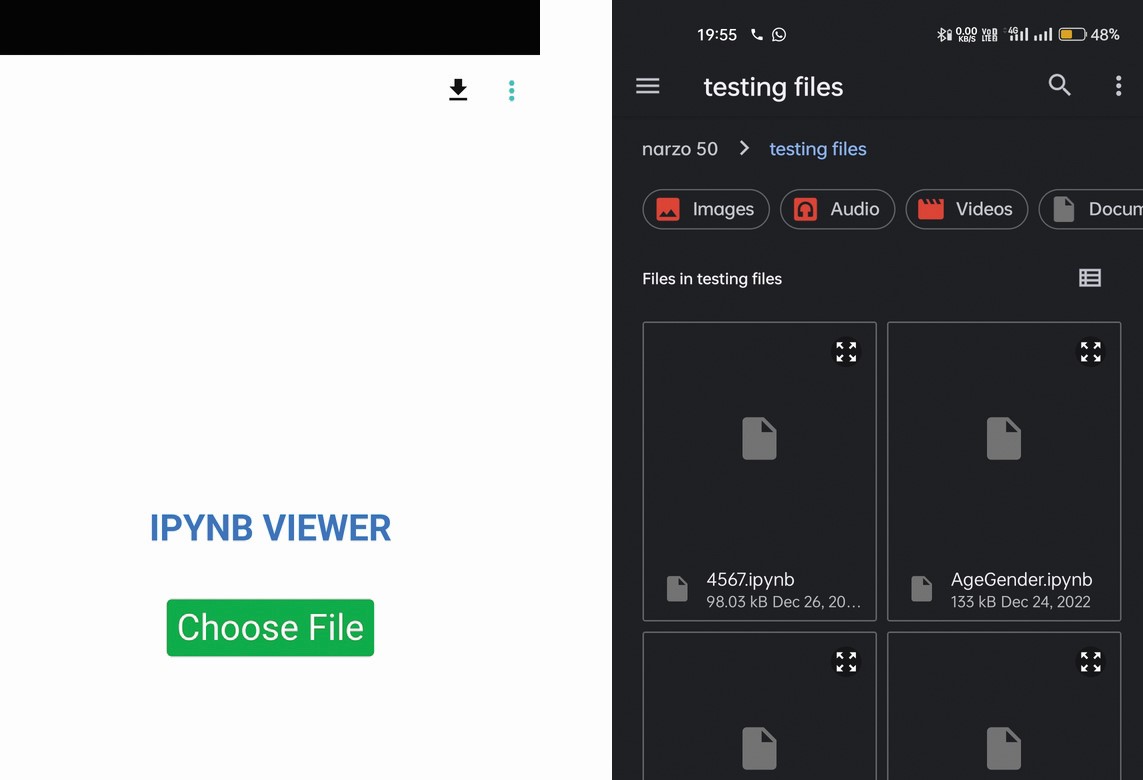 IPYNB VIEWER
Choose File
19:55 0.00 KB/S VoD LTE2 4G 48%
testing files
narzo 50 testing files
Images Audio Videos Docum
Files in testing files
4567.ipynb
98.03 kB Dec 26, 20...
AgeGender.ipynb
133 kB Dec 24, 2022